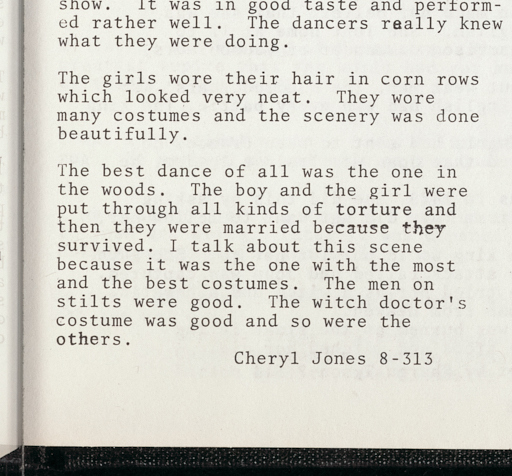 show. It was in good taste and perform-
ed rather well. The dancers really knew
what they were doing.
The girls wore their hair in corn rows
which looked very neat. They wore
many costumes and the scenery was done
beautifully.
The best dance of all was the one in
the woods. The boy and the girl were
put through all kinds of torture and
then they were married because they
survived. I talk about this scene
because it was the one with the most
and the best costumes. The men on
stilts were good. The witch doctor's
costume was good and so were the
others.
Cheryl Jones 8-313